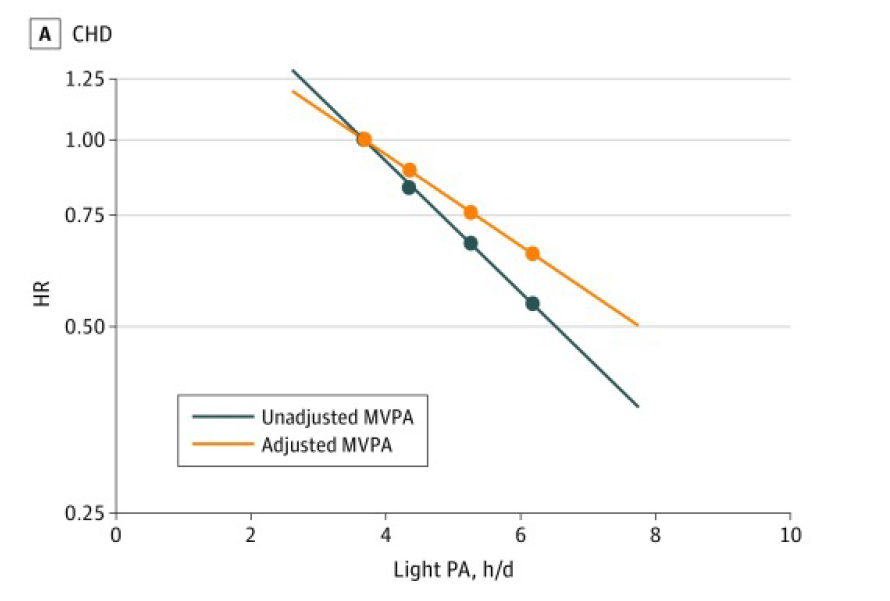 A CHD
1.25
1.00
0.75
HR
0.50
Unadjusted MVPA
Adjusted MVPA
0.25
0 2 4 6 8 10
Light PA, h/d